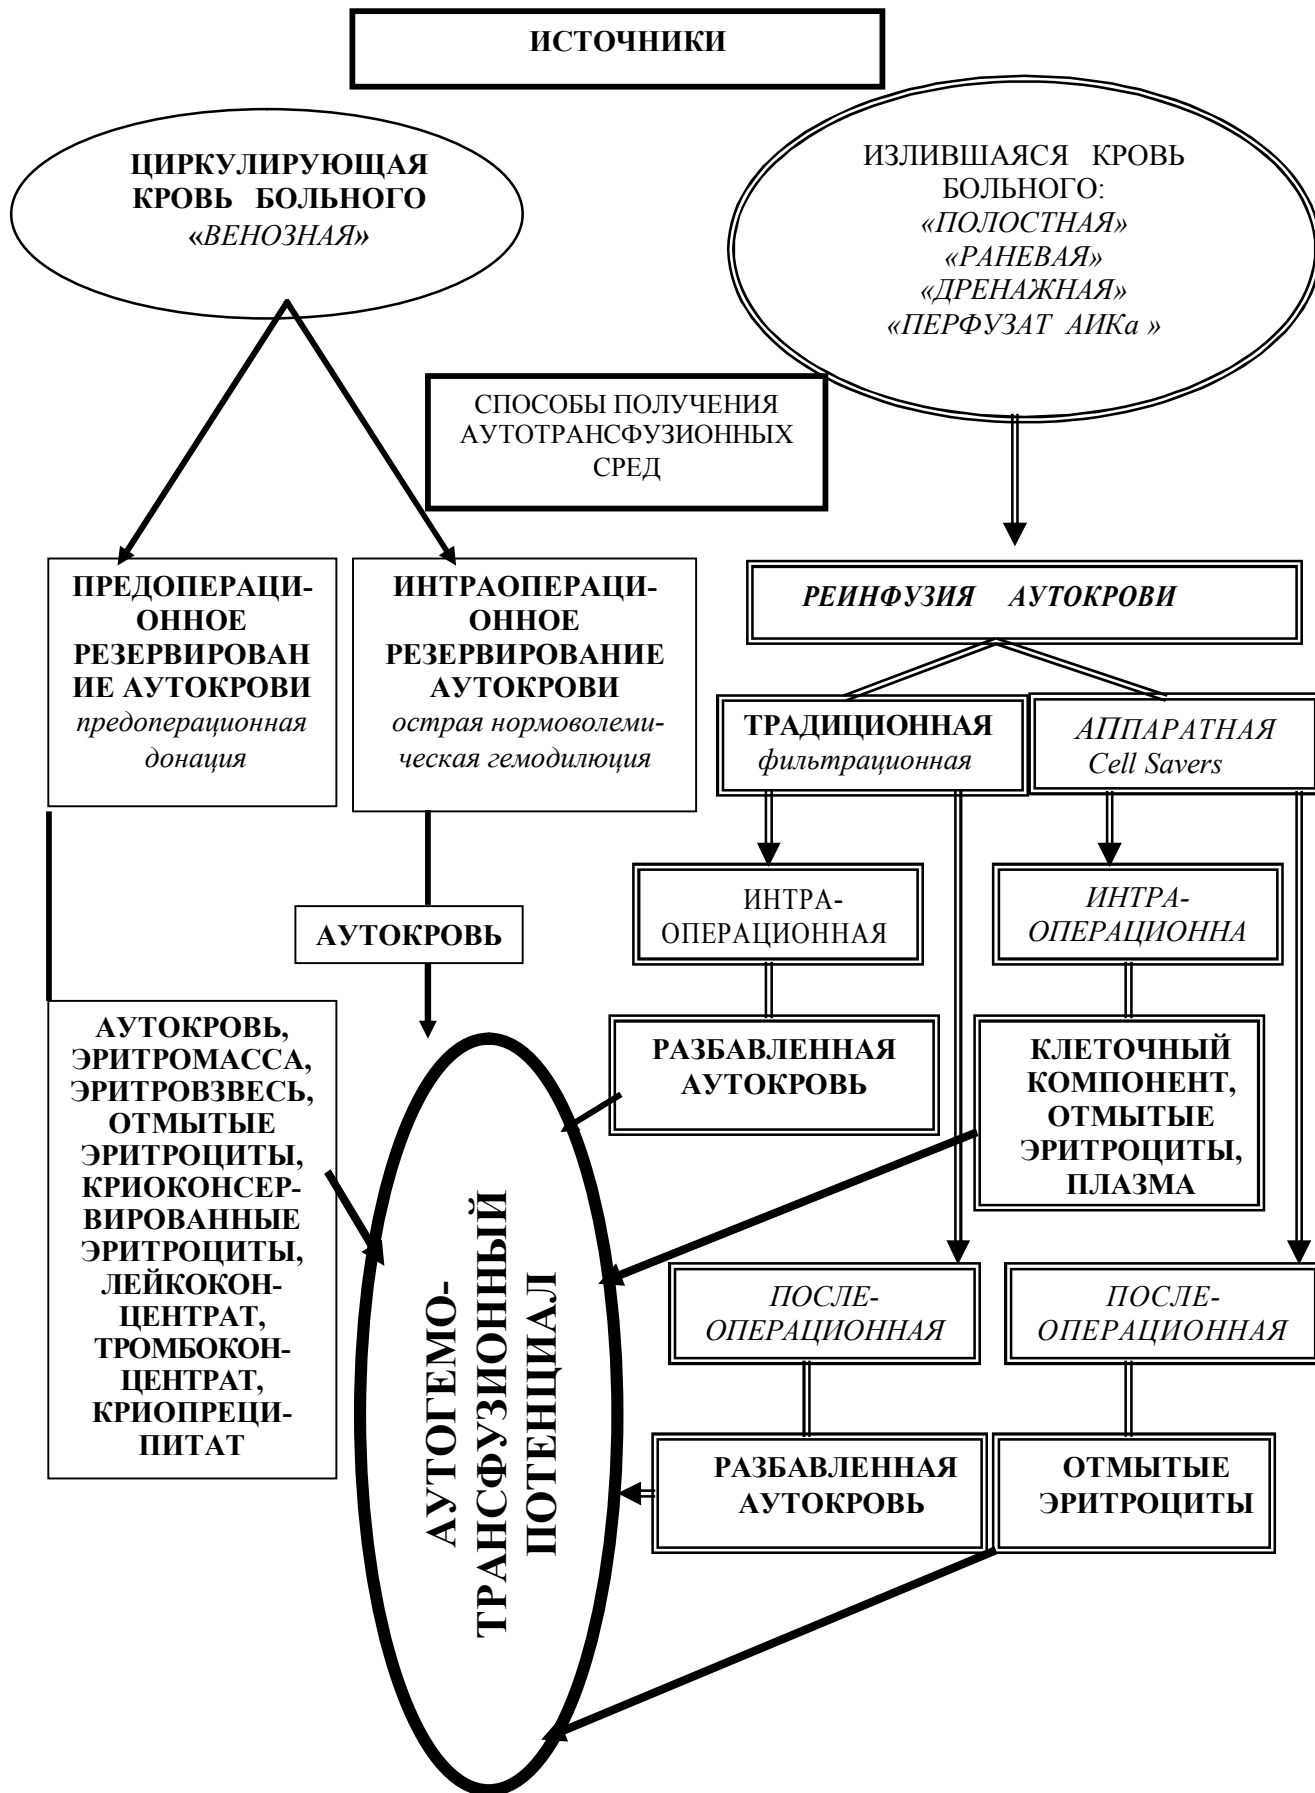 ИСТОЧНИКИ
ЦИРКУЛИРУЮЩАЯ
КРОВЬ БОЛЬНОГО
«ВЕНОЗНАЯ»
ИЗЛИВШАЯСЯ КРОВЬ
БОЛЬНОГО:
«ПОЛОСТНАЯ»
«РАНЕВАЯ»
«ДРЕНАЖНАЯ»
«ПЕРФУЗАТ АИКа »
СПОСОБЫ ПОЛУЧЕНИЯ
АУТОТРАНСФУЗИОННЫХ
СРЕД
ПРЕДОПЕРАЦИ-
ОННОЕ
РЕЗЕРВИРОВАН
ИЕ АУТОКРОВИ
предоперационная
донация
ИНТРАОПЕРАЦИ-
ОННОЕ
РЕЗЕРВИРОВАНИЕ
АУТОКРОВИ
острая нормоволеми-
ческая гемодилюция
РЕИНФУЗИЯ АУТОКРОВИ
ТРАДИЦИОННАЯ
фильтрационная
АППАРАТНАЯ
Cell Savers
ИНТРА-
ОПЕРАЦИОННАЯ
ИНТРА-
ОПЕРАЦИОННА
АУТОКРОВЬ
АУТОКРОВЬ,
ЭРИТРОМАССА,
ЭРИТРОВЗВЕСЬ,
ОТМЫТЫЕ
ЭРИТРОЦИТЫ,
КРИОКОНСЕР-
ВИРОВАННЫЕ
ЭРИТРОЦИТЫ,
ЛЕЙКОКОН-
ЦЕНТРАТ,
ТРОМБОКОН-
ЦЕНТРАТ,
КРИОПРЕЦИ-
ПИТАТ
РАЗБАВЛЕННАЯ
АУТОКРОВЬ
КЛЕТОЧНЫЙ
КОМПОНЕНТ,
ОТМЫТЫЕ
ЭРИТРОЦИТЫ,
ПЛАЗМА
АУТОГЕМО-
ТРАНСФУЗИОННЫЙ
ПОТЕНЦИАЛ
ПОСЛЕ-
ОПЕРАЦИОННАЯ
ПОСЛЕ-
ОПЕРАЦИОННАЯ
РАЗБАВЛЕННАЯ
АУТОКРОВЬ
ОТМЫТЫЕ
ЭРИТРОЦИТЫ